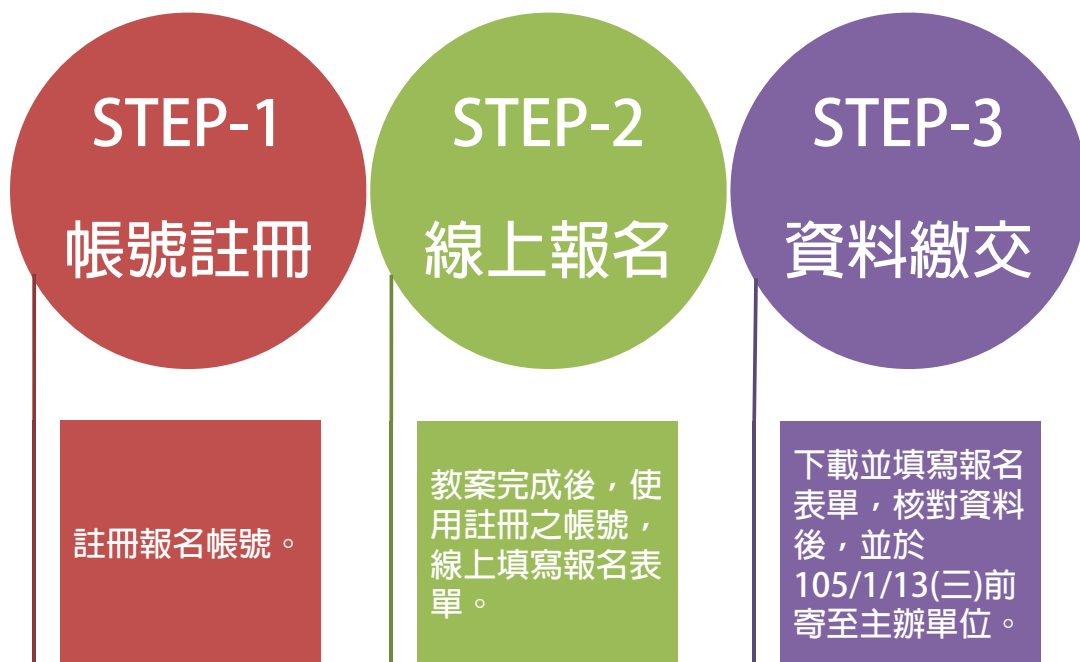 STEP-1
帳號註冊
STEP-2
線上報名
STEP-3
資料繳交
註冊報名帳號。
教案完成後，使
用註冊之帳號，
線上填寫報名表
單。
下載並填寫報名
表單，核對資料
後，並於
105/1/13(三)前
寄至主辦單位。